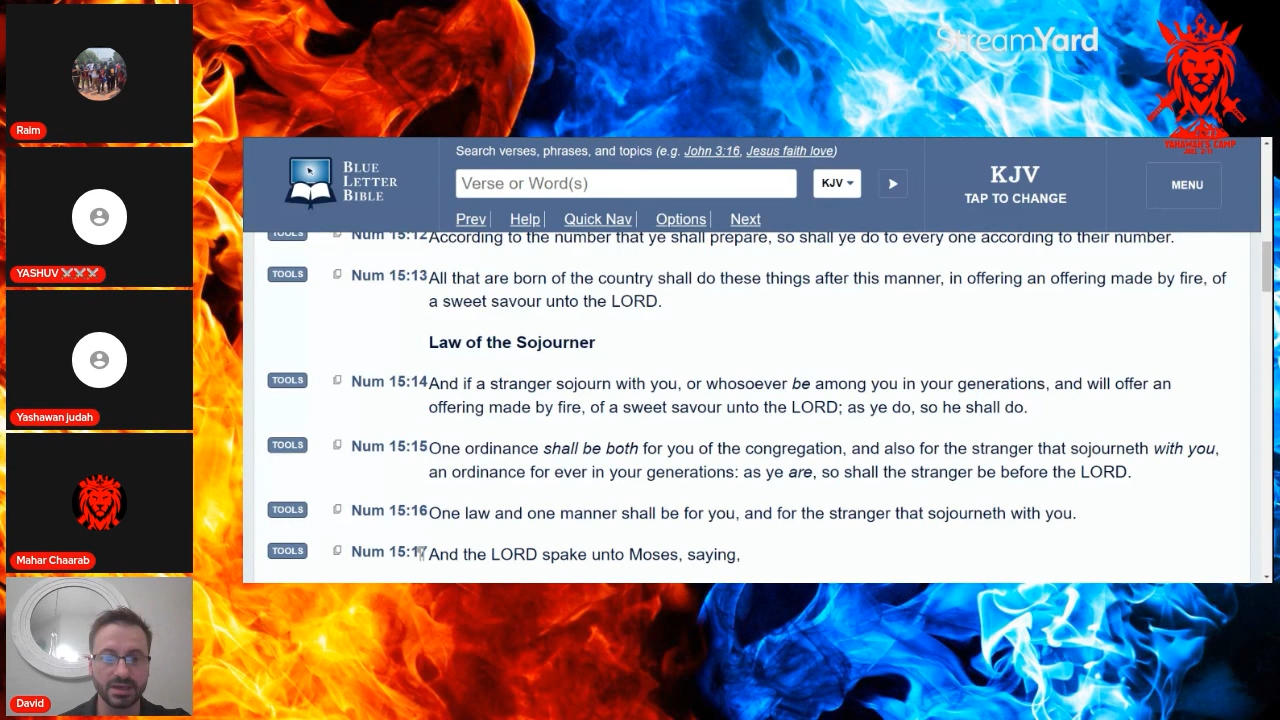 Raim
YASHUV
Yashawan judah
Mahar Chaarab
David
StreamYard
YAHAWAH'S CAMP
BLUE
LETTER
BIBLE
Search verses, phrases, and topics (e.g. John 3:16, Jesus faith love)
Verse or Word(s)
KJV
Prev | Help | Quick Nav | Options | Next
KJV
TAP TO CHANGE
MENU
TOOLS Num 15:12 According to the number that ye shall prepare, so shall ye do to every one according to their number.
TOOLS Num 15:13 All that are born of the country shall do these things after this manner, in offering an offering made by fire, of
a sweet savour unto the LORD.
Law of the Sojourner
TOOLS Num 15:14 And if a stranger sojourn with you, or whosoever be among you in your generations, and will offer an
offering made by fire, of a sweet savour unto the LORD; as ye do, so he shall do.
TOOLS Num 15:15 One ordinance shall be both for you of the congregation, and also for the stranger that sojourneth with you,
an ordinance for ever in your generations: as ye are, so shall the stranger be before the LORD.
TOOLS Num 15:16 One law and one manner shall be for you, and for the stranger that sojourneth with you.
TOOLS Num 15:17 ¶ And the LORD spake unto Moses, saying,